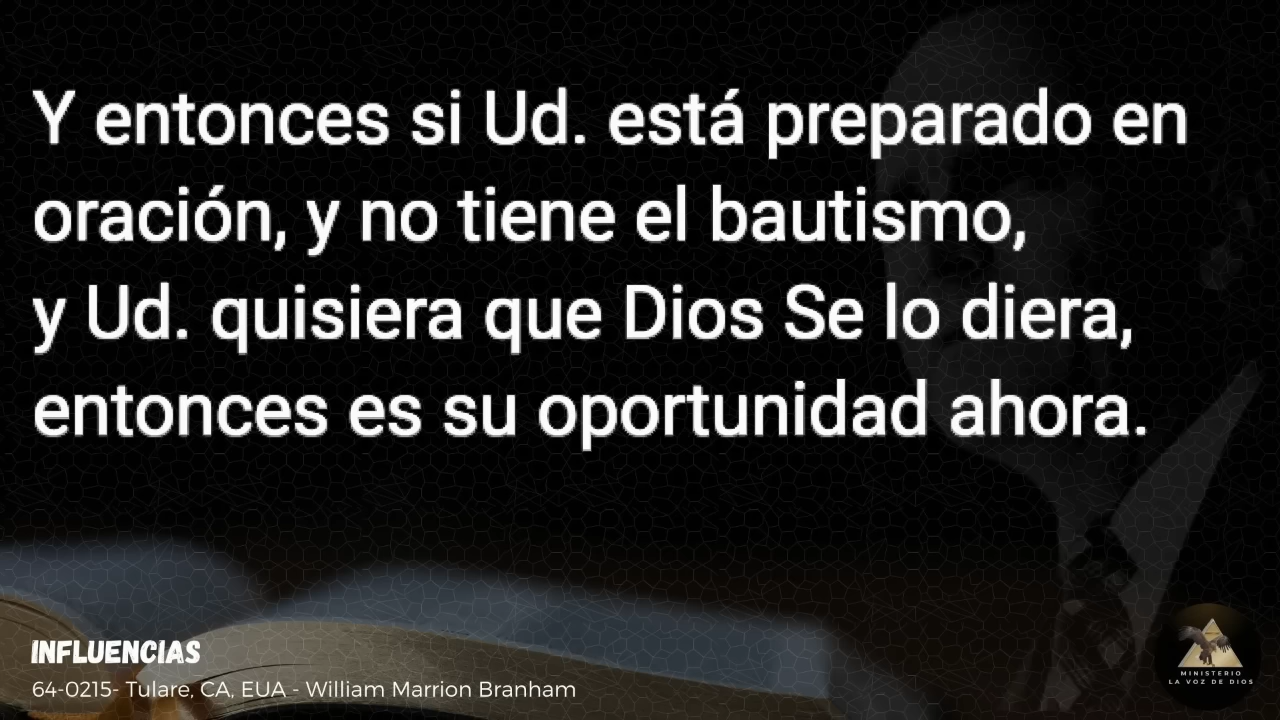 Y entonces si Ud. está preparado en
oración, y no tiene el bautismo,
y Ud. quisiera que Dios Se lo diera,
entonces es su oportunidad ahora.
INFLUENCIAS
64-0215- Tulare, CA, EUA - William Marrion Branham
MINISTERIO
LA VOZ DE DIOS